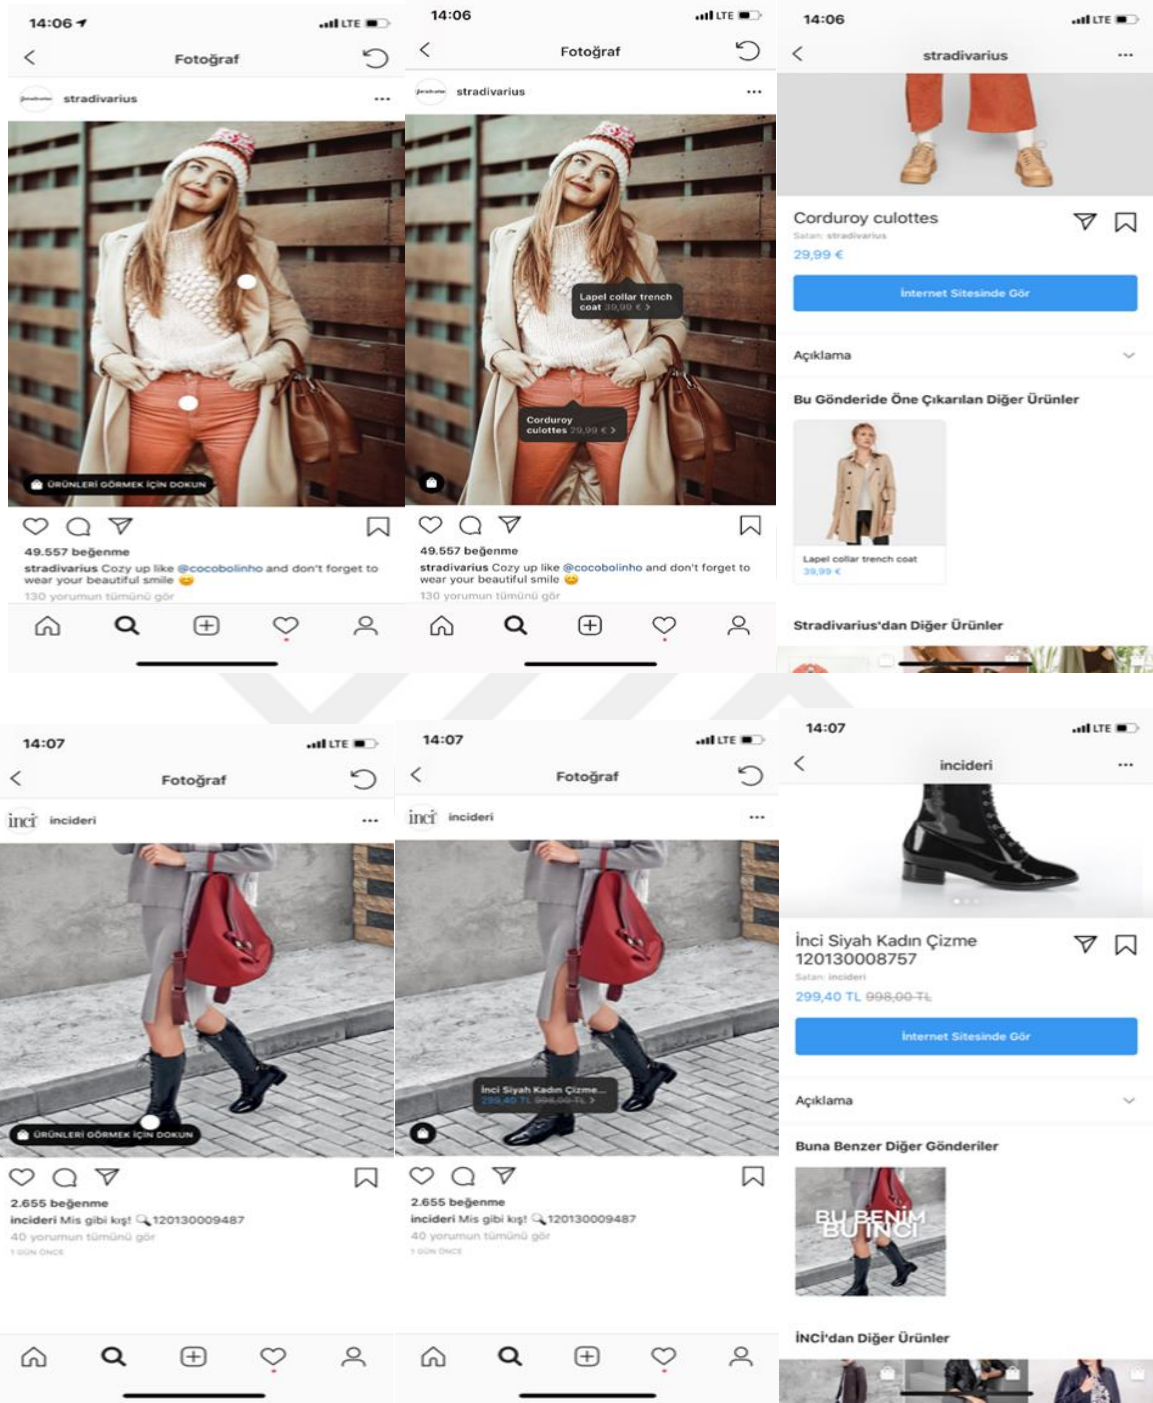 14:06
LTE
Fotoğraf
stradivarius
ÜRÜNLERİ GÖRMEK İÇİN DOKUN
49.557 beğenme
stradivarius Cozy up like @cocobolinho and don't forget to
wear your beautiful smile
130 yorumun tümünü gör
14:06
LTE
Fotoğraf
stradivarius
Lapel collar trench
coat 39,99 € >
Corduroy
culottes 29,99 € >
49.557 beğenme
stradivarius Cozy up like @cocobolinho and don't forget to
wear your beautiful smile
130 yorumun tümünü gör
14:06
LTE
stradivarius
Corduroy culottes
Satan: stradivarius
29,99 €
İnternet Sitesinde Gör
Açıklama
Bu Gönderide Öne Çıkarılan Diğer Ürünler
Lapel collar trench coat
39,99 €
Stradivarius'dan Diğer Ürünler
14:07
LTE
Fotoğraf
inci incideri
ÜRÜNLERİ GÖRMEK İÇİN DOKUN
2.655 beğenme
incideri Mis gibi kış! 🔍120130009487
40 yorumun tümünü gör
1 GÜN ÖNCE
14:07
LTE
Fotoğraf
inci incideri
İnci Siyah Kadın Çizme...
299,40 TL 998,00 TL >
2.655 beğenme
incideri Mis gibi kış! 🔍120130009487
40 yorumun tümünü gör
1 GÜN ÖNCE
14:07
LTE
incideri
İnci Siyah Kadın Çizme
120130008757
Satan: incideri
299,40 TL 998,00 TL
İnternet Sitesinde Gör
Açıklama
Buna Benzer Diğer Gönderiler
BU BENİM
BU İNCİ
İNCİ'dan Diğer Ürünler